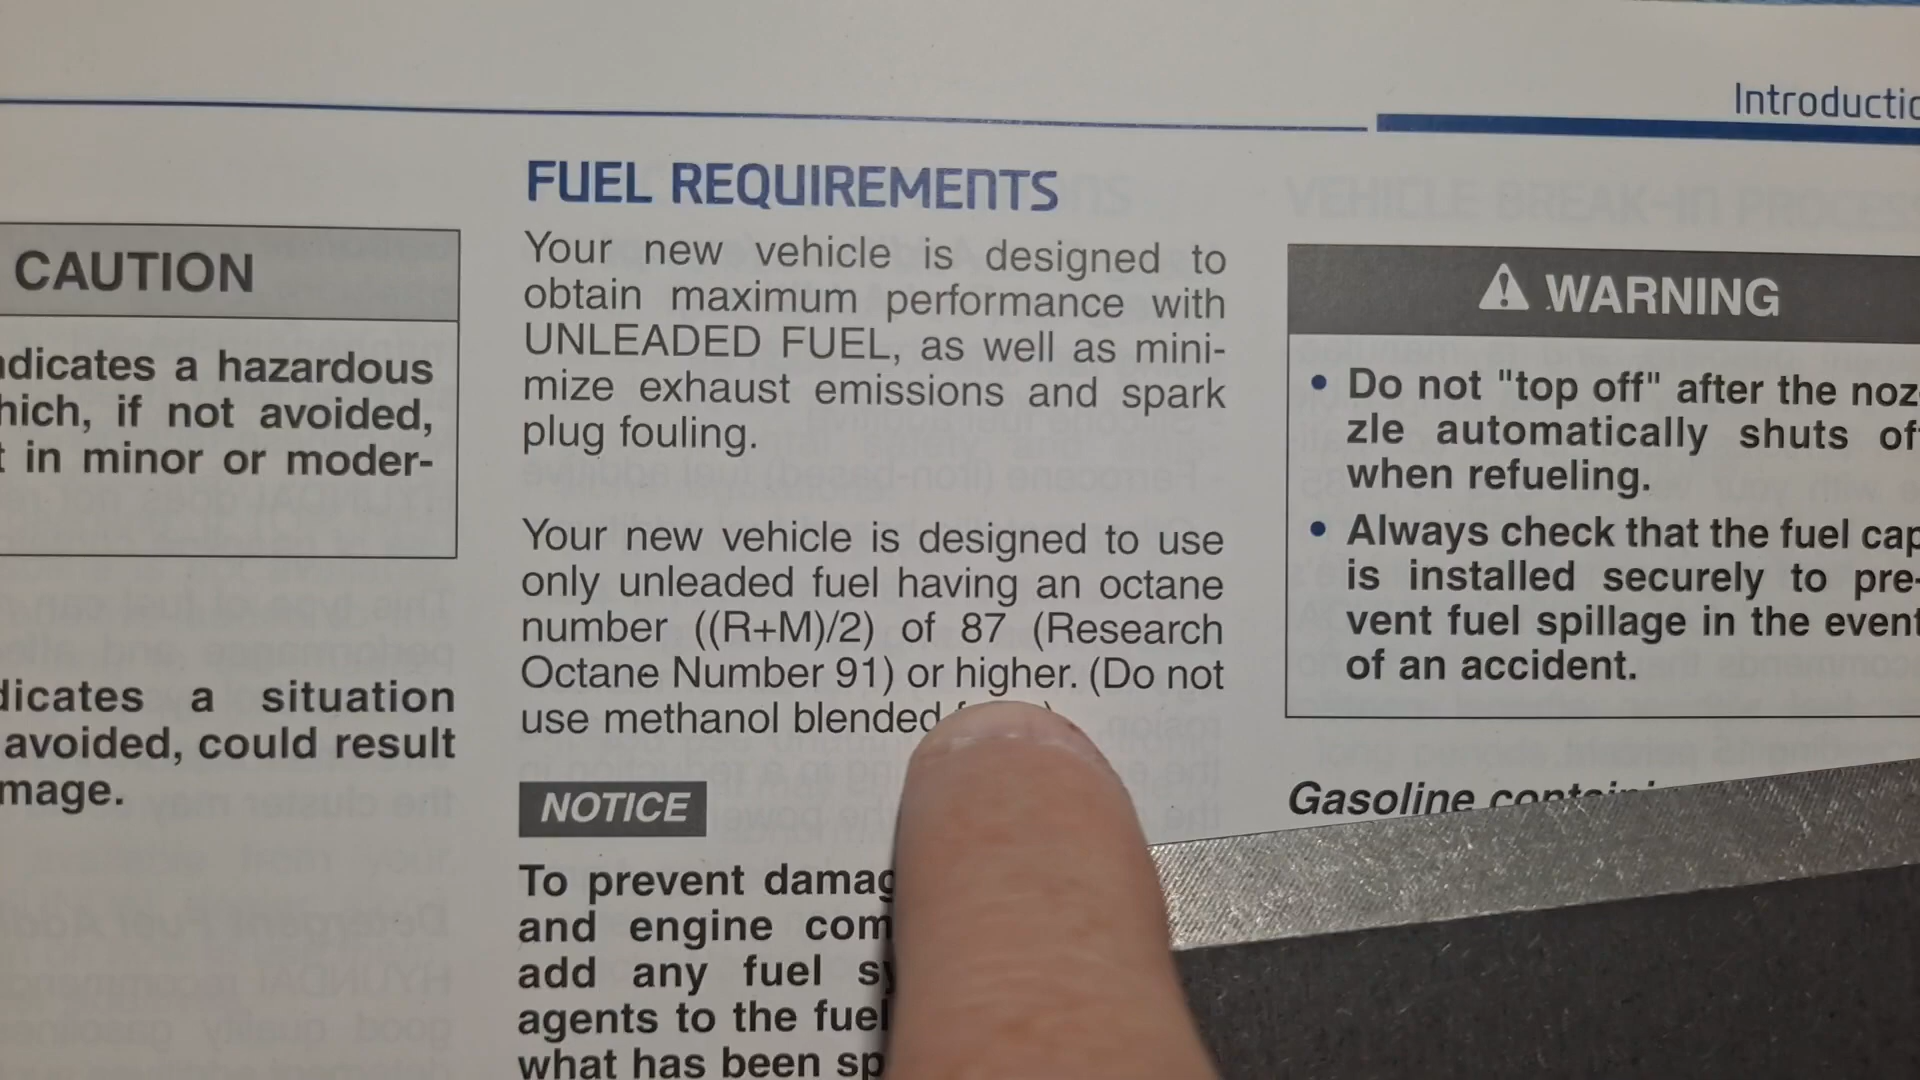 Introductio
CAUTION
dicates a hazardous
hich, if not avoided,
t in minor or moder-
dicates a situation
avoided, could result
mage.
FUEL REQUIREMENTS
Your new vehicle is designed to
obtain maximum performance with
UNLEADED FUEL, as well as mini-
mize exhaust emissions and spark
plug fouling.
Your new vehicle is designed to use
only unleaded fuel having an octane
number ((R+M)/2) of 87 (Research
Octane Number 91) or higher. (Do not
use methanol blended
NOTICE
To prevent damag
and engine com
add any fuel sy
agents to the fuel
what has been sp
VEHICLE BREAK-IN PROCESS
WARNING
• Do not "top off" after the noz-
zle automatically shuts of
when refueling.
• Always check that the fuel cap
is installed securely to pre-
vent fuel spillage in the event
of an accident.
Gasoline